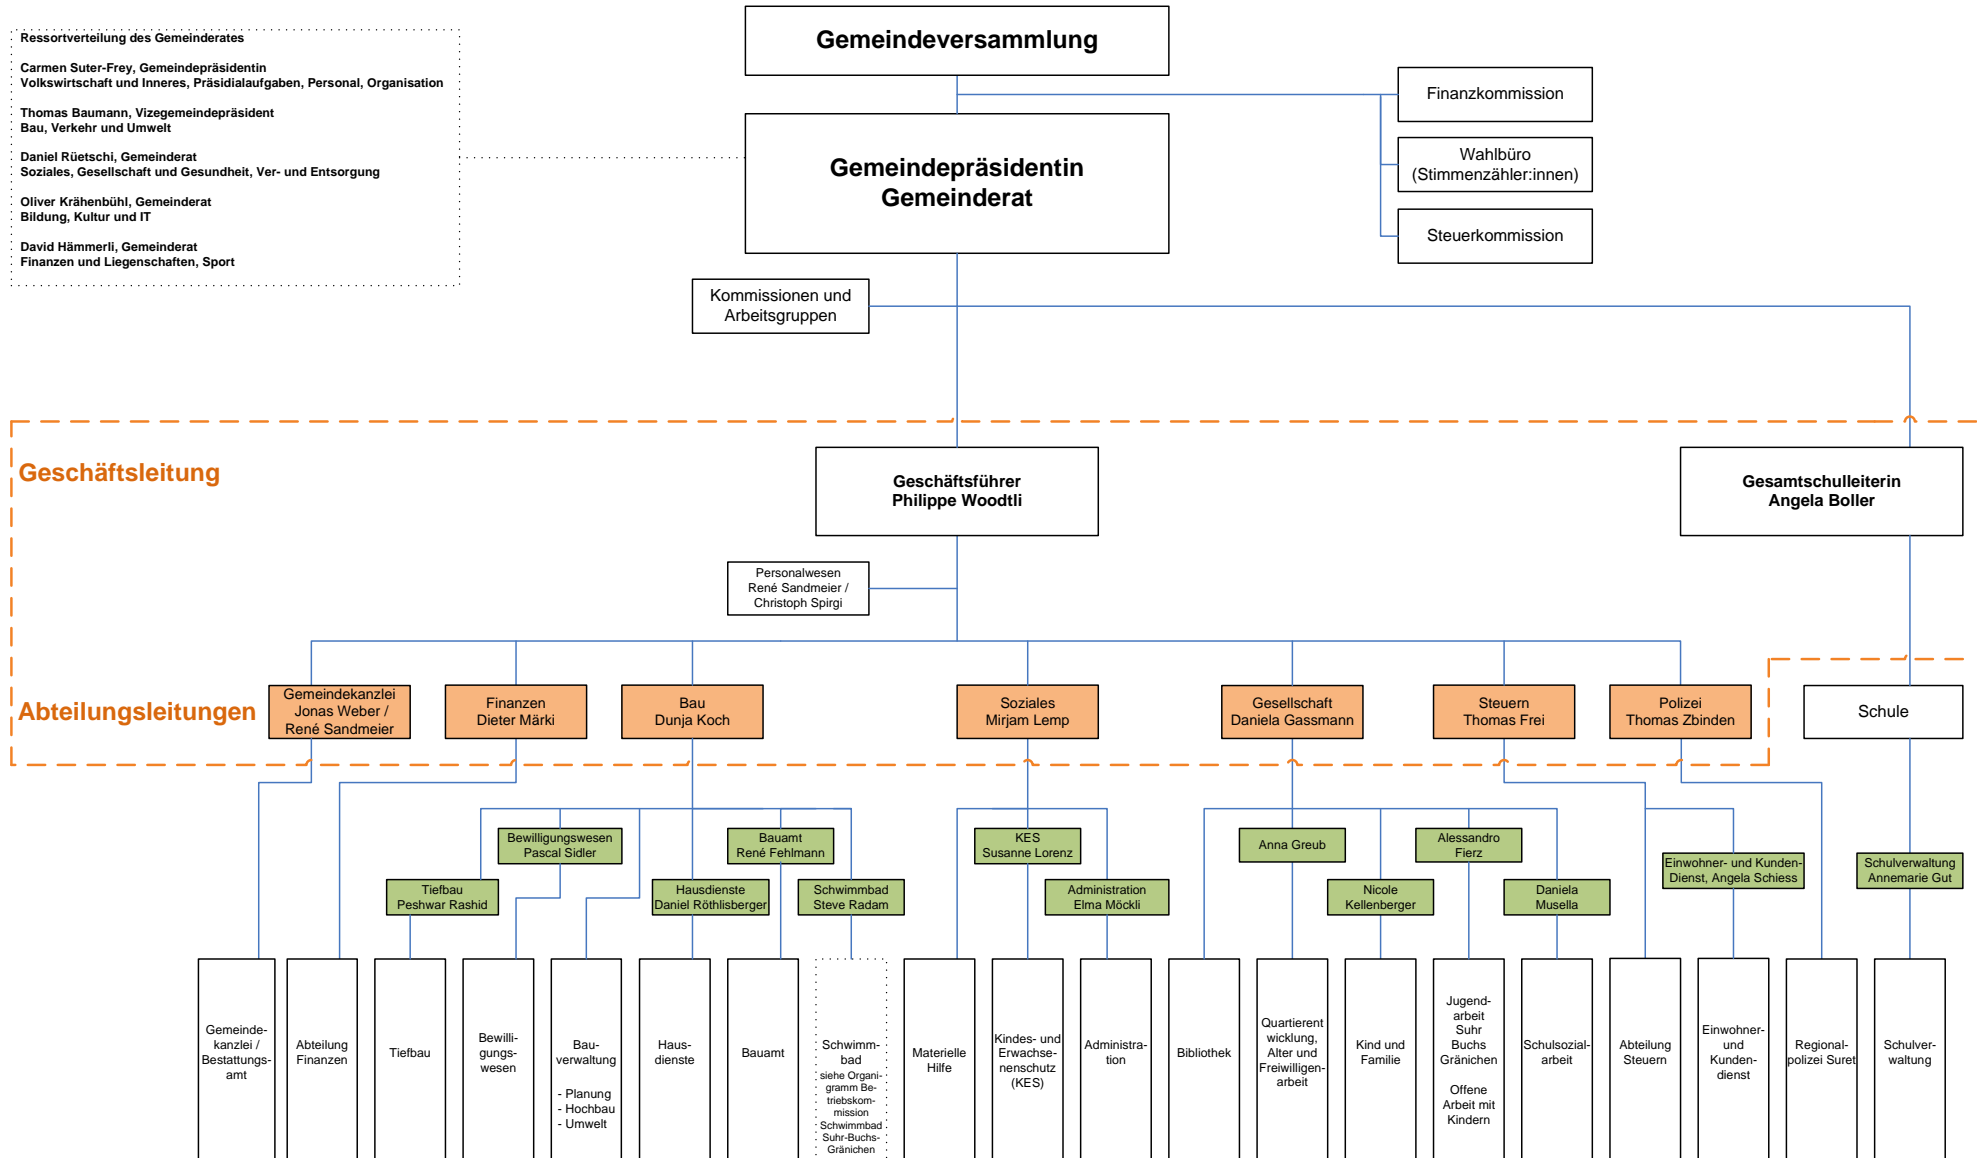 Ressortverteilung des Gemeinderates
Carmen Suter-Frey, Gemeindepräsidentin
Volkswirtschaft und Inneres, Präsidialaufgaben, Personal, Organisation
Thomas Baumann, Vizegemeindepräsident
Bau, Verkehr und Umwelt
Daniel Rüetschi, Gemeinderat
Soziales, Gesellschaft und Gesundheit, Ver- und Entsorgung
Oliver Krähenbühl, Gemeinderat
Bildung, Kultur und IT
David Hämmerli, Gemeinderat
Finanzen und Liegenschaften, Sport
Gemeindeversammlung
Finanzkommission
Wahlbüro
(Stimmenzähler:innen)
Steuerkommission
Gemeindepräsidentin
Gemeinderat
Kommissionen und
Arbeitsgruppen
Geschäftsleitung
Geschäftsführer
Philippe Woodtli
Gesamtschulleiterin
Angela Boller
Personalwesen
René Sandmeier /
Christoph Spirgi
Abteilungsleitungen
Gemeindekanzlei
Jonas Weber /
René Sandmeier
Finanzen
Dieter Märki
Bau
Dunja Koch
Soziales
Mirjam Lemp
Gesellschaft
Daniela Gassmann
Steuern
Thomas Frei
Polizei
Thomas Zbinden
Schule
Bewilligungswesen
Pascal Sidler
Bauamt
René Fehlmann
KES
Susanne Lorenz
Anna Greub
Alessandro
Fierz
Einwohner- und Kunden-
Dienst, Angela Schiess
Schulverwaltung
Annemarie Gut
Tiefbau
Peshwar Rashid
Hausdienste
Daniel Röthlisberger
Schwimmbad
Steve Radam
Administration
Elma Möckli
Nicole
Kellenberger
Daniela
Musella
Gemeinde-
kanzlei /
Bestattungs-
amt
Abteilung
Finanzen
Tiefbau
Bewilli-
gungs-
wesen
Bau-
verwaltung
- Planung
- Hochbau
- Umwelt
Haus-
dienste
Bauamt
Schwimm-
bad
siehe Organi-
gramm Be-
triebskom-
mission
Schwimmbad
Suhr-Buchs-
Gränichen
Materielle
Hilfe
Kindes- und
Erwachse-
nenschutz
(KES)
Administra-
tion
Bibliothek
Quartierent
wicklung,
Alter und
Freiwilligen-
arbeit
Kind und
Familie
Jugend-
arbeit
Suhr
Buchs
Gränichen
Offene
Arbeit mit
Kindern
Schulsozial-
arbeit
Abteilung
Steuern
Einwohner-
und
Kunden-
dienst
Regional-
polizei Suret
Schulver-
waltung